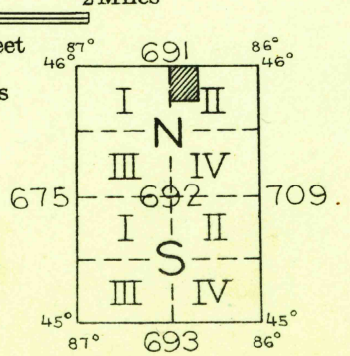 2 Miles
eet
87° 691 86°
46° 46°
s
I II
N
III IV
675 692 709.
I II
S
III IV
45° 45°
87° 693 86°